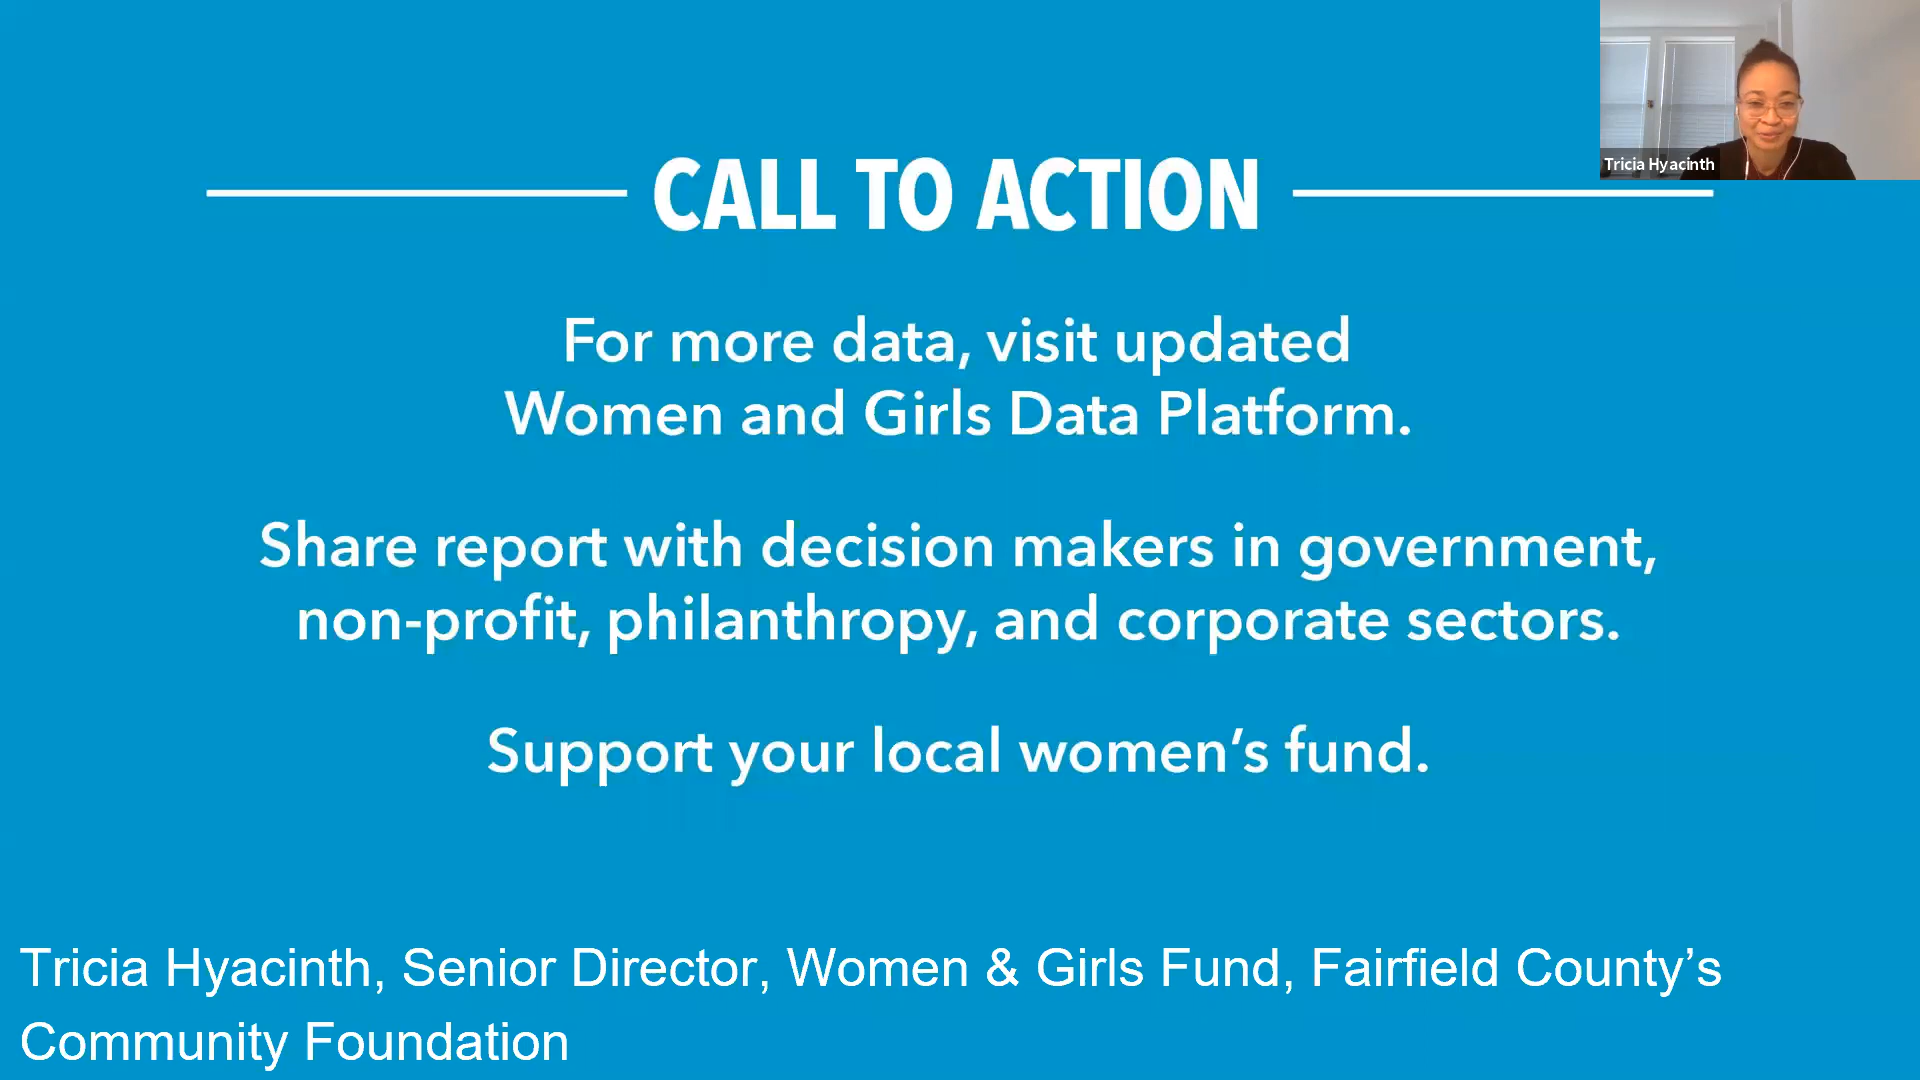 Tricia Hyacinth
CALL TO ACTION
For more data, visit updated
Women and Girls Data Platform.
Share report with decision makers in government,
non-profit, philanthropy, and corporate sectors.
Support your local women’s fund.
Tricia Hyacinth, Senior Director, Women & Girls Fund, Fairfield County’s
Community Foundation